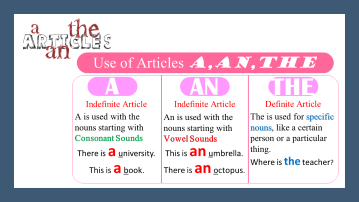 a the
ARTICLES
an
Use of Articles A, AN, THE
A
Indefinite Article
A is used with the
nouns starting with
Consonant Sounds
There is a university.
This is a book.
AN
Indefinite Article
An is used with the
nouns starting with
Vowel Sounds
This is an umbrella.
There is an octopus.
THE
Definite Article
The is used for specific
nouns, like a certain
person or a particular
thing.
Where is the teacher?